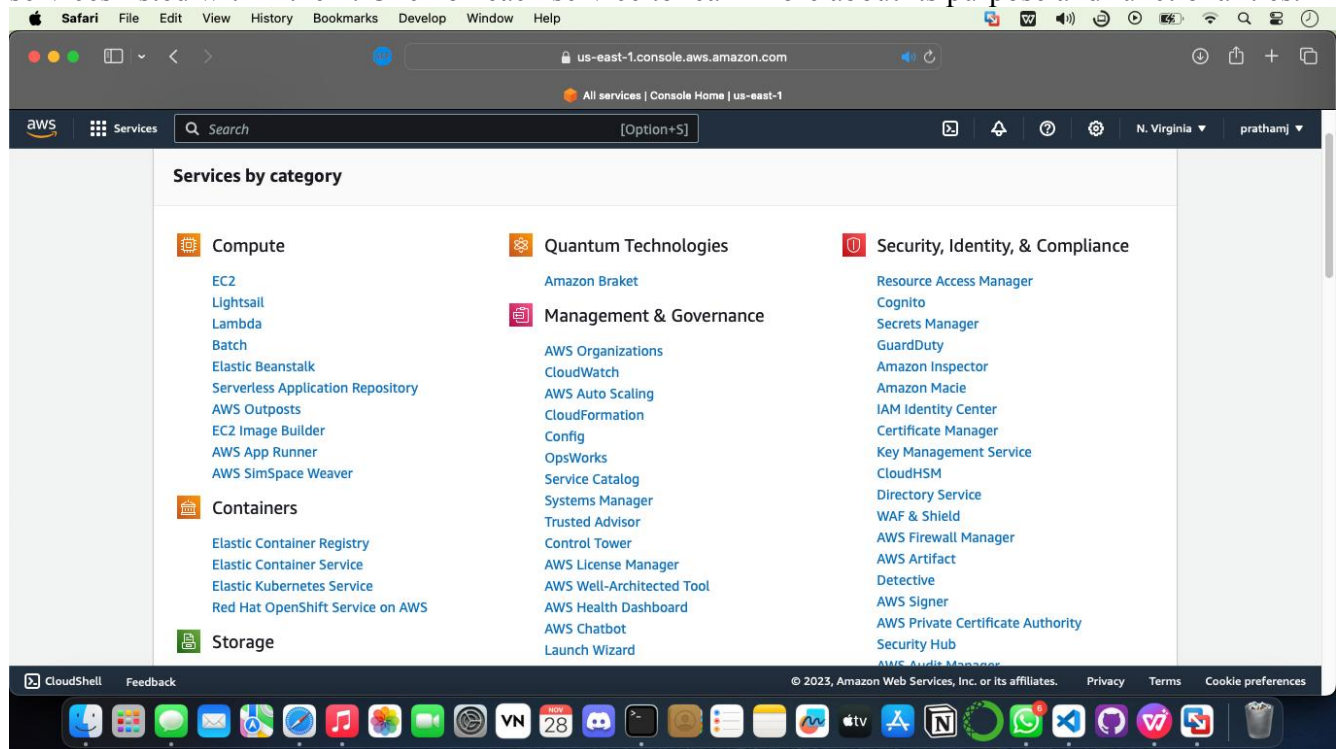 Safari File Edit View History Bookmarks Develop Window Help
us-east-1.console.aws.amazon.com
All services | Console Home | us-east-1
aws Services Search [Option+S] N. Virginia ▼ prathamj ▼
Services by category
Compute
EC2
Lightsail
Lambda
Batch
Elastic Beanstalk
Serverless Application Repository
AWS Outposts
EC2 Image Builder
AWS App Runner
AWS SimSpace Weaver
Containers
Elastic Container Registry
Elastic Container Service
Elastic Kubernetes Service
Red Hat OpenShift Service on AWS
Storage
Quantum Technologies
Amazon Braket
Management & Governance
AWS Organizations
CloudWatch
AWS Auto Scaling
CloudFormation
Config
OpsWorks
Service Catalog
Systems Manager
Trusted Advisor
Control Tower
AWS License Manager
AWS Well-Architected Tool
AWS Health Dashboard
AWS Chatbot
Launch Wizard
Security, Identity, & Compliance
Resource Access Manager
Cognito
Secrets Manager
GuardDuty
Amazon Inspector
Amazon Macie
IAM Identity Center
Certificate Manager
Key Management Service
CloudHSM
Directory Service
WAF & Shield
AWS Firewall Manager
AWS Artifact
Detective
AWS Signer
AWS Private Certificate Authority
Security Hub
AWS Audit Manager
CloudShell Feedback © 2023, Amazon Web Services, Inc. or its affiliates. Privacy Terms Cookie preferences
VN NOV 28 tv 6